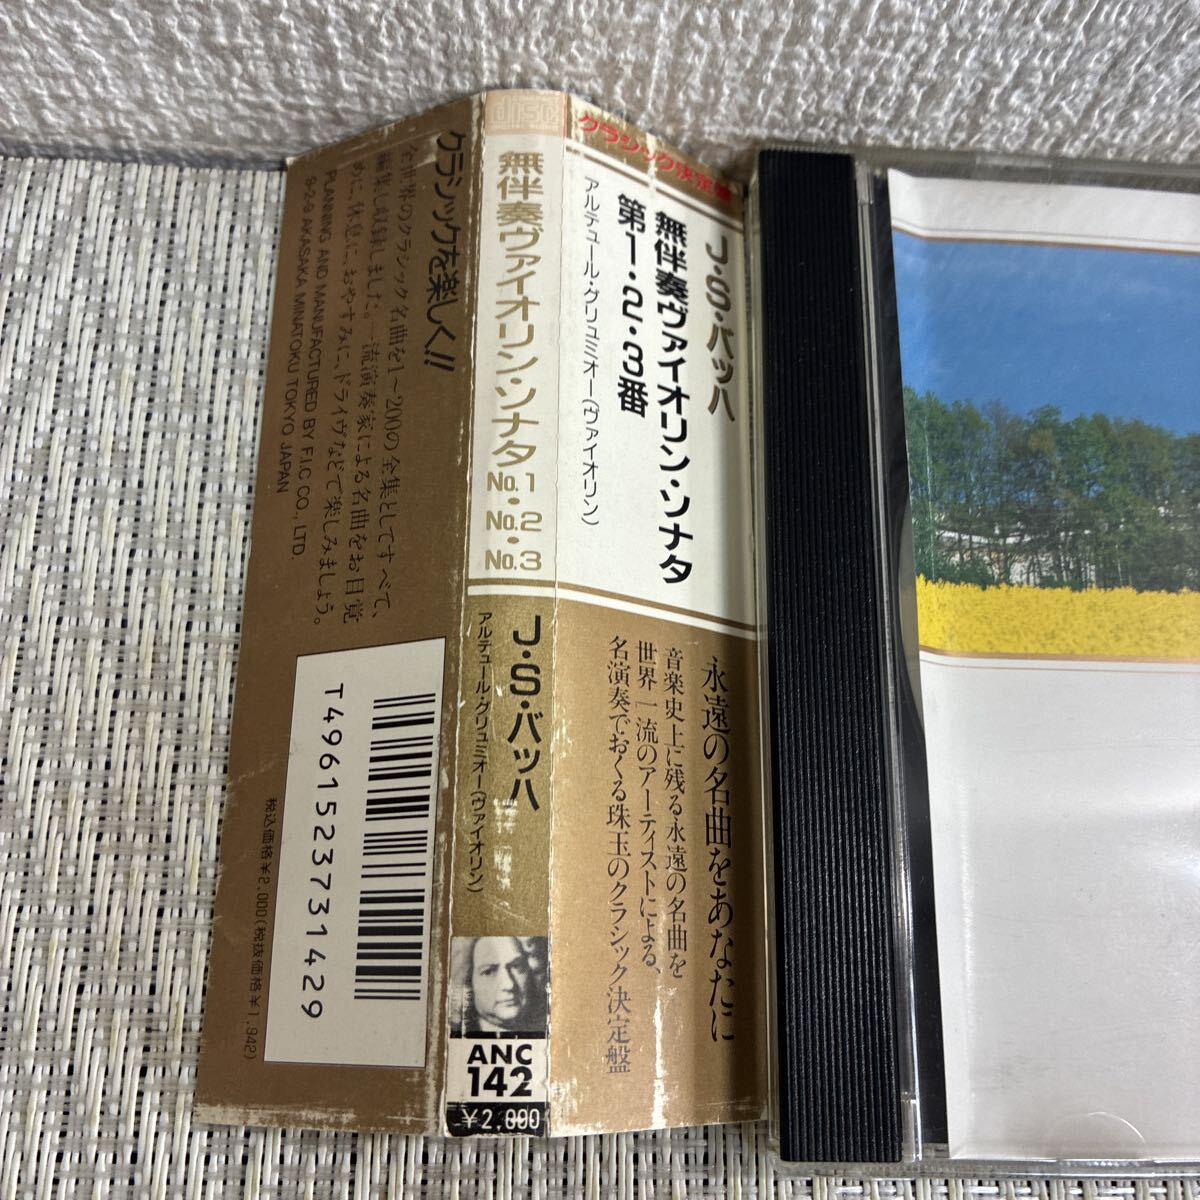 クラシックを楽しく!!
全世界のクラシック名曲を1〜200の全集としてすべて、
編集し収録しました。一流演奏家による名曲をお目覚
めに、休息に、おやすみに、ドライヴなどで楽しみましょう。
PLANNING AND MANUFACTURED BY F.I.C CO., LTD.
9-2-9 AKASAKA MINATOKU TOKYO JAPAN
T4961523731429
税込価格¥2,000(税抜価格¥1,942)
disc
無伴奏ヴァイオリン・ソナタ
No.1・No.2・No.3
J・S・バッハ
アルテュール・グリュミオー(ヴァイオリン)
ANC
142
¥2,000
クラシック決定盤
J・S・バッハ
無伴奏ヴァイオリン・ソナタ
第1・2・3番
アルテュール・グリュミオー(ヴァイオリン)
永遠の名曲をあなたに
音楽史上に残る永遠の名曲を
世界一流のアーティストによる、
名演奏でおくる珠玉のクラシック決定盤